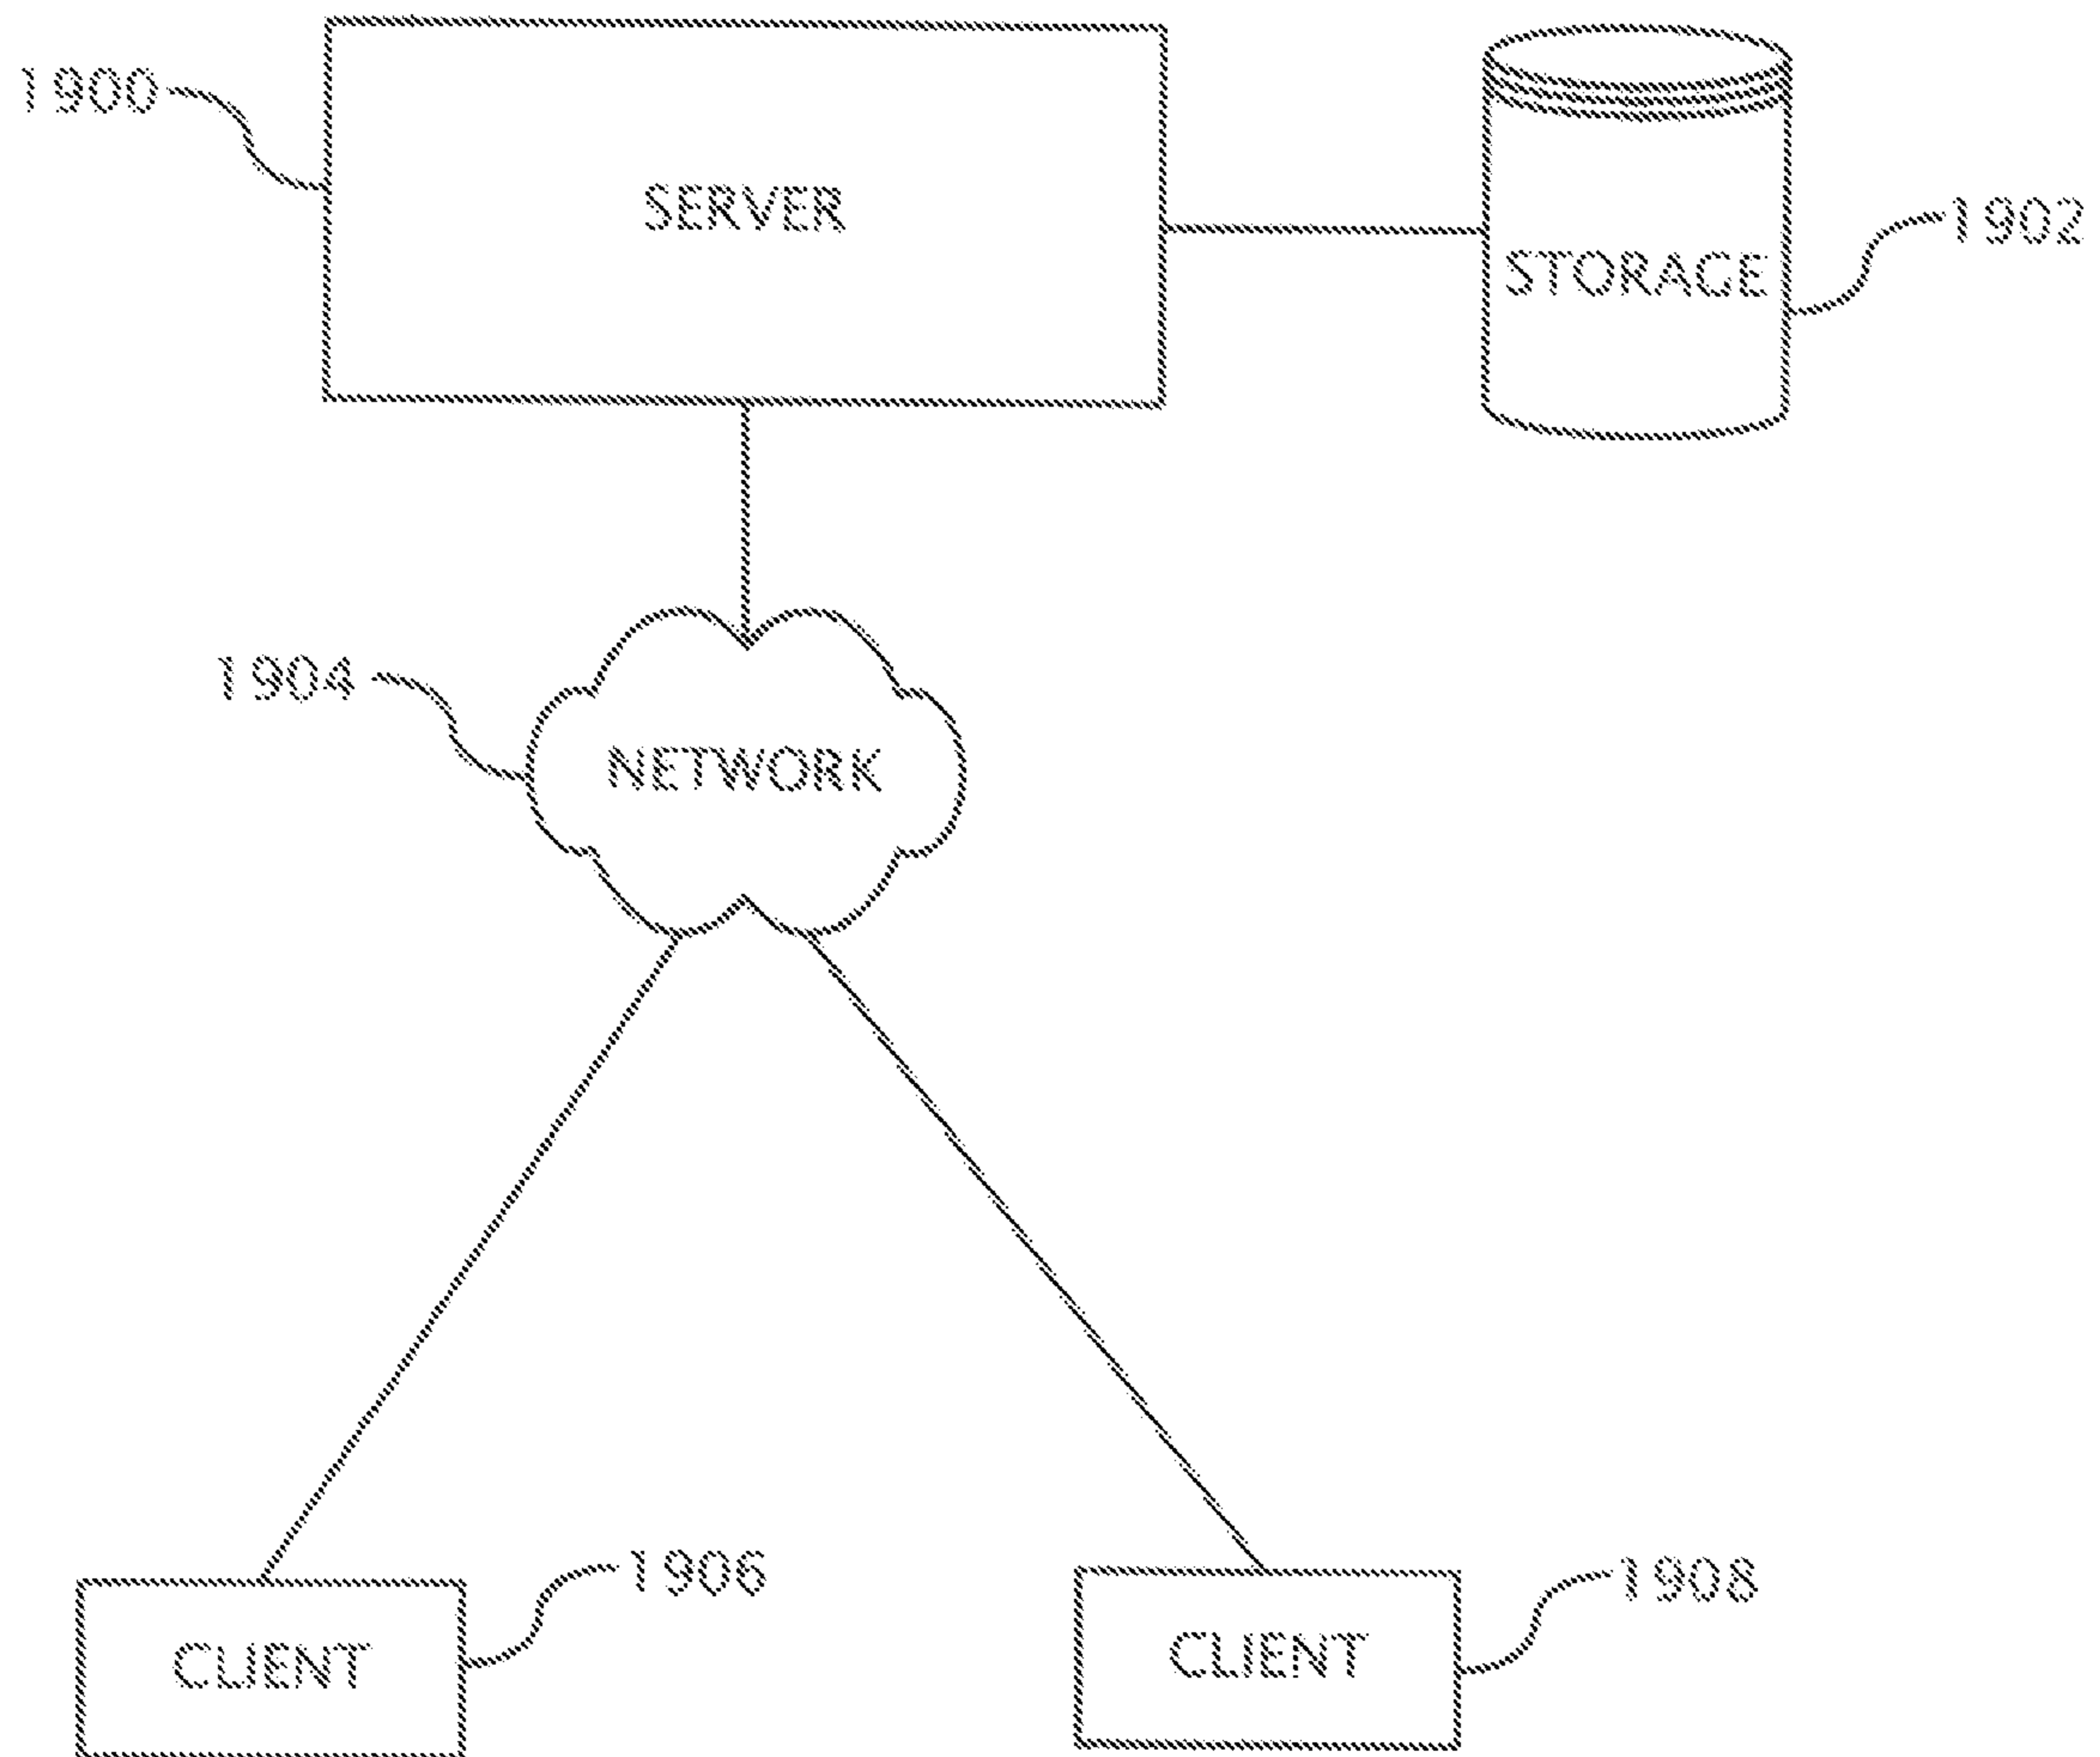 1900
SERVER
1902
STORAGE
1904
NETWORK
1906
1908
CLIENT
CLIENT